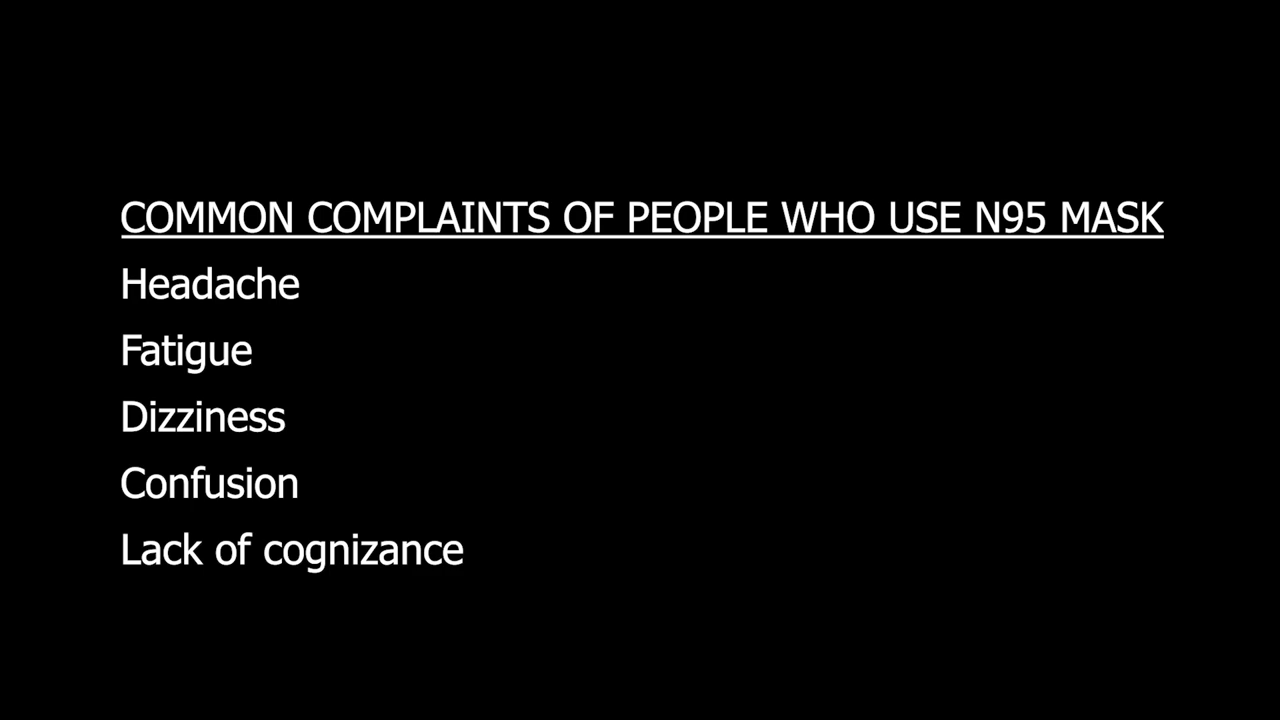 COMMON COMPLAINTS OF PEOPLE WHO USE N95 MASK
Headache
Fatigue
Dizziness
Confusion
Lack of cognizance